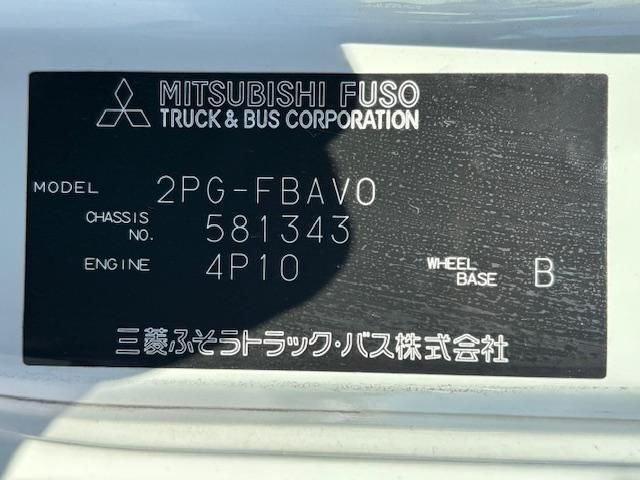 MITSUBISHI FUSO
TRUCK & BUS CORPORATION
MODEL 2PG-FBAV0
CHASSIS NO. 581343
ENGINE 4P10 WHEEL BASE B
三菱ふそうトラック・バス株式会社